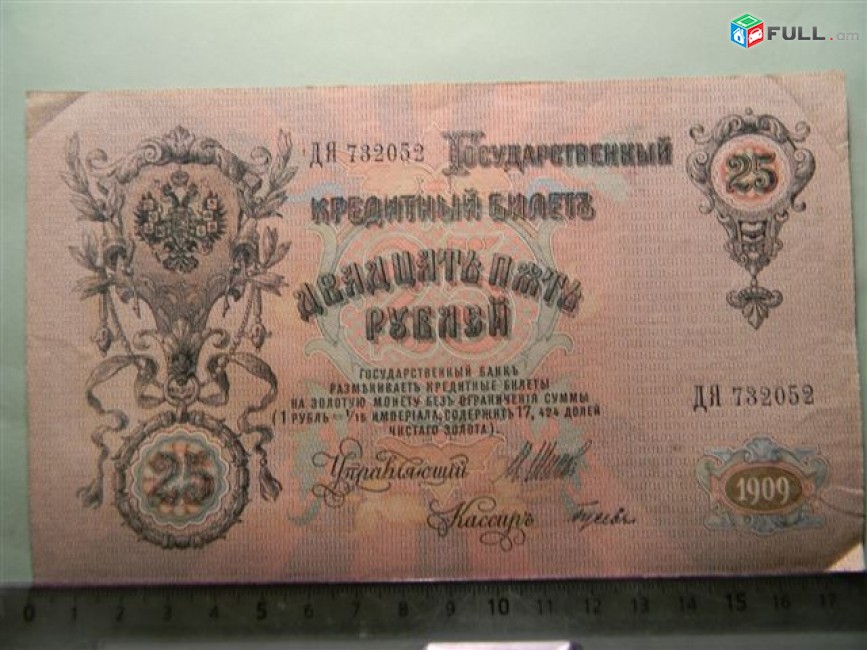 FULL.am
ДЯ 732052 Государственный
25
кредитный билетъ
двадцать пять
рублей
Государственный банкъ
размѣниваетъ кредитные билеты
на золотую монету безъ ограниченія суммы
(1 рубль = 1/15 имперіала, содержитъ 17, 424 долей
чистаго золота).
ДЯ 732052
25
Управляющій
Кассиръ
1909
0 1 2 3 4 5 6 7 8 9 10 11 12 13 14 15 16 17